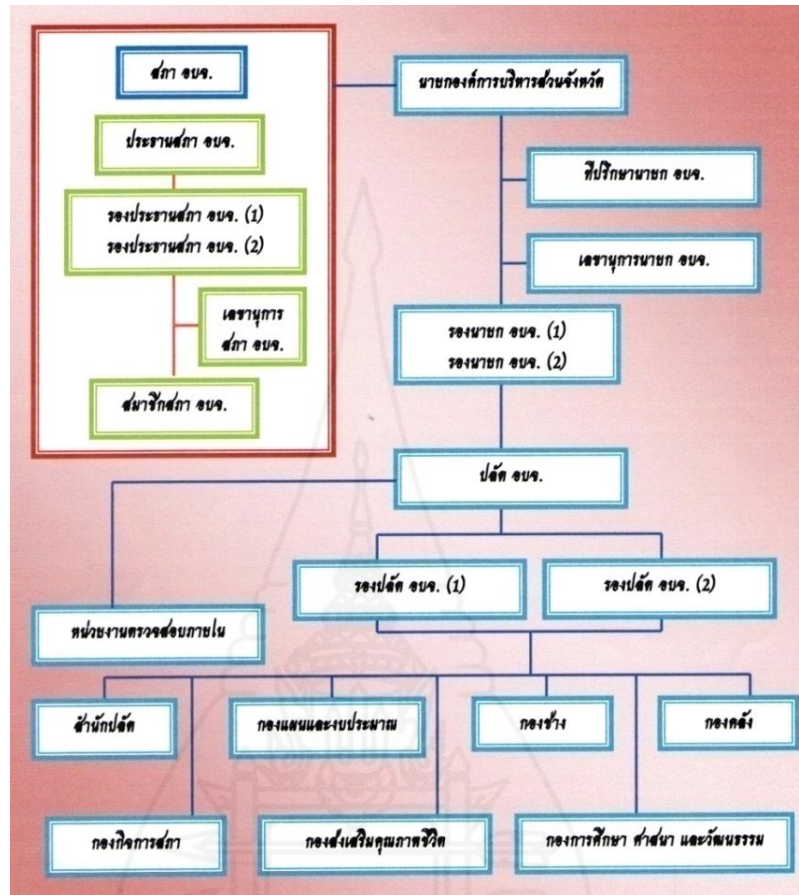 สภา อบจ.
นายกองค์การบริหารส่วนจังหวัด
ประธานสภา อบจ.
ที่ปรึกษานายก อบจ.
รองประธานสภา อบจ. (1)
รองประธานสภา อบจ. (2)
เลขานุการนายก อบจ.
เลขานุการ
สภา อบจ.
รองนายก อบจ. (1)
รองนายก อบจ. (2)
สมาชิกสภา อบจ.
ปลัด อบจ.
รองปลัด อบจ. (1)
รองปลัด อบจ. (2)
หน่วยงานตรวจสอบภายใน
สำนักปลัด
กองแผนและงบประมาณ
กองช่าง
กองคลัง
กองกิจการสภา
กองส่งเสริมคุณภาพชีวิต
กองการศึกษา ศาสนา และวัฒนธรรม